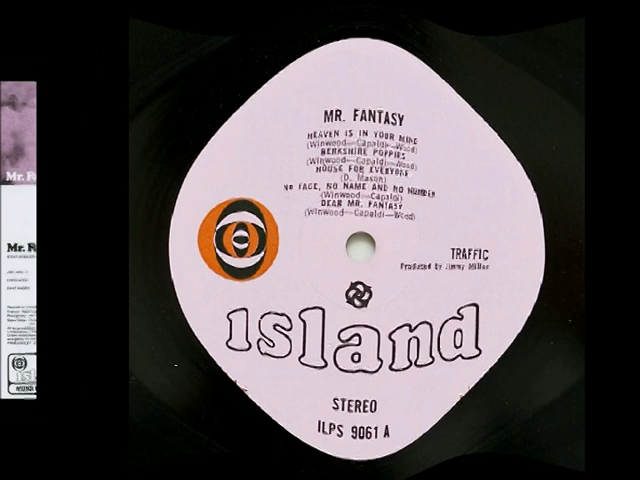 MR. FANTASY
HEAVEN IS IN YOUR MIND
(Winwood—Capaldi—Wood)
BERKSHIRE POPPIES
(Winwood—Capaldi—Wood)
HOUSE FOR EVERYONE
(D. Mason)
NO FACE, NO NAME AND NO NUMBER
(Winwood—Capaldi)
DEAR MR. FANTASY
(Winwood—Capaldi—Wood)
TRAFFIC
Produced by Jimmy Miller
island
STEREO
ILPS 9061 A
Mr. F
Mr. F